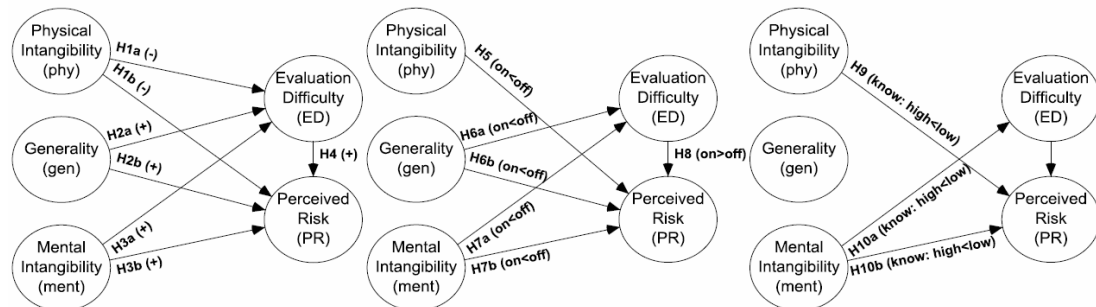 Physical
Intangibility
(phy)
H1a (-)
H1b (-)
Evaluation
Difficulty
(ED)
Generality
(gen)
H2a (+)
H2b (+)
H4 (+)
Perceived
Risk
(PR)
Mental
Intangibility
(ment)
H3a (+)
H3b (+)
Physical
Intangibility
(phy)
H5 (on<off)
Evaluation
Difficulty
(ED)
Generality
(gen)
H6a (on<off)
H6b (on<off)
H8 (on>off)
Perceived
Risk
(PR)
Mental
Intangibility
(ment)
H7a (on<off)
H7b (on<off)
Physical
Intangibility
(phy)
H9 (know: high<low)
Evaluation
Difficulty
(ED)
Generality
(gen)
Perceived
Risk
(PR)
Mental
Intangibility
(ment)
H10a (know: high<low)
H10b (know: high<low)